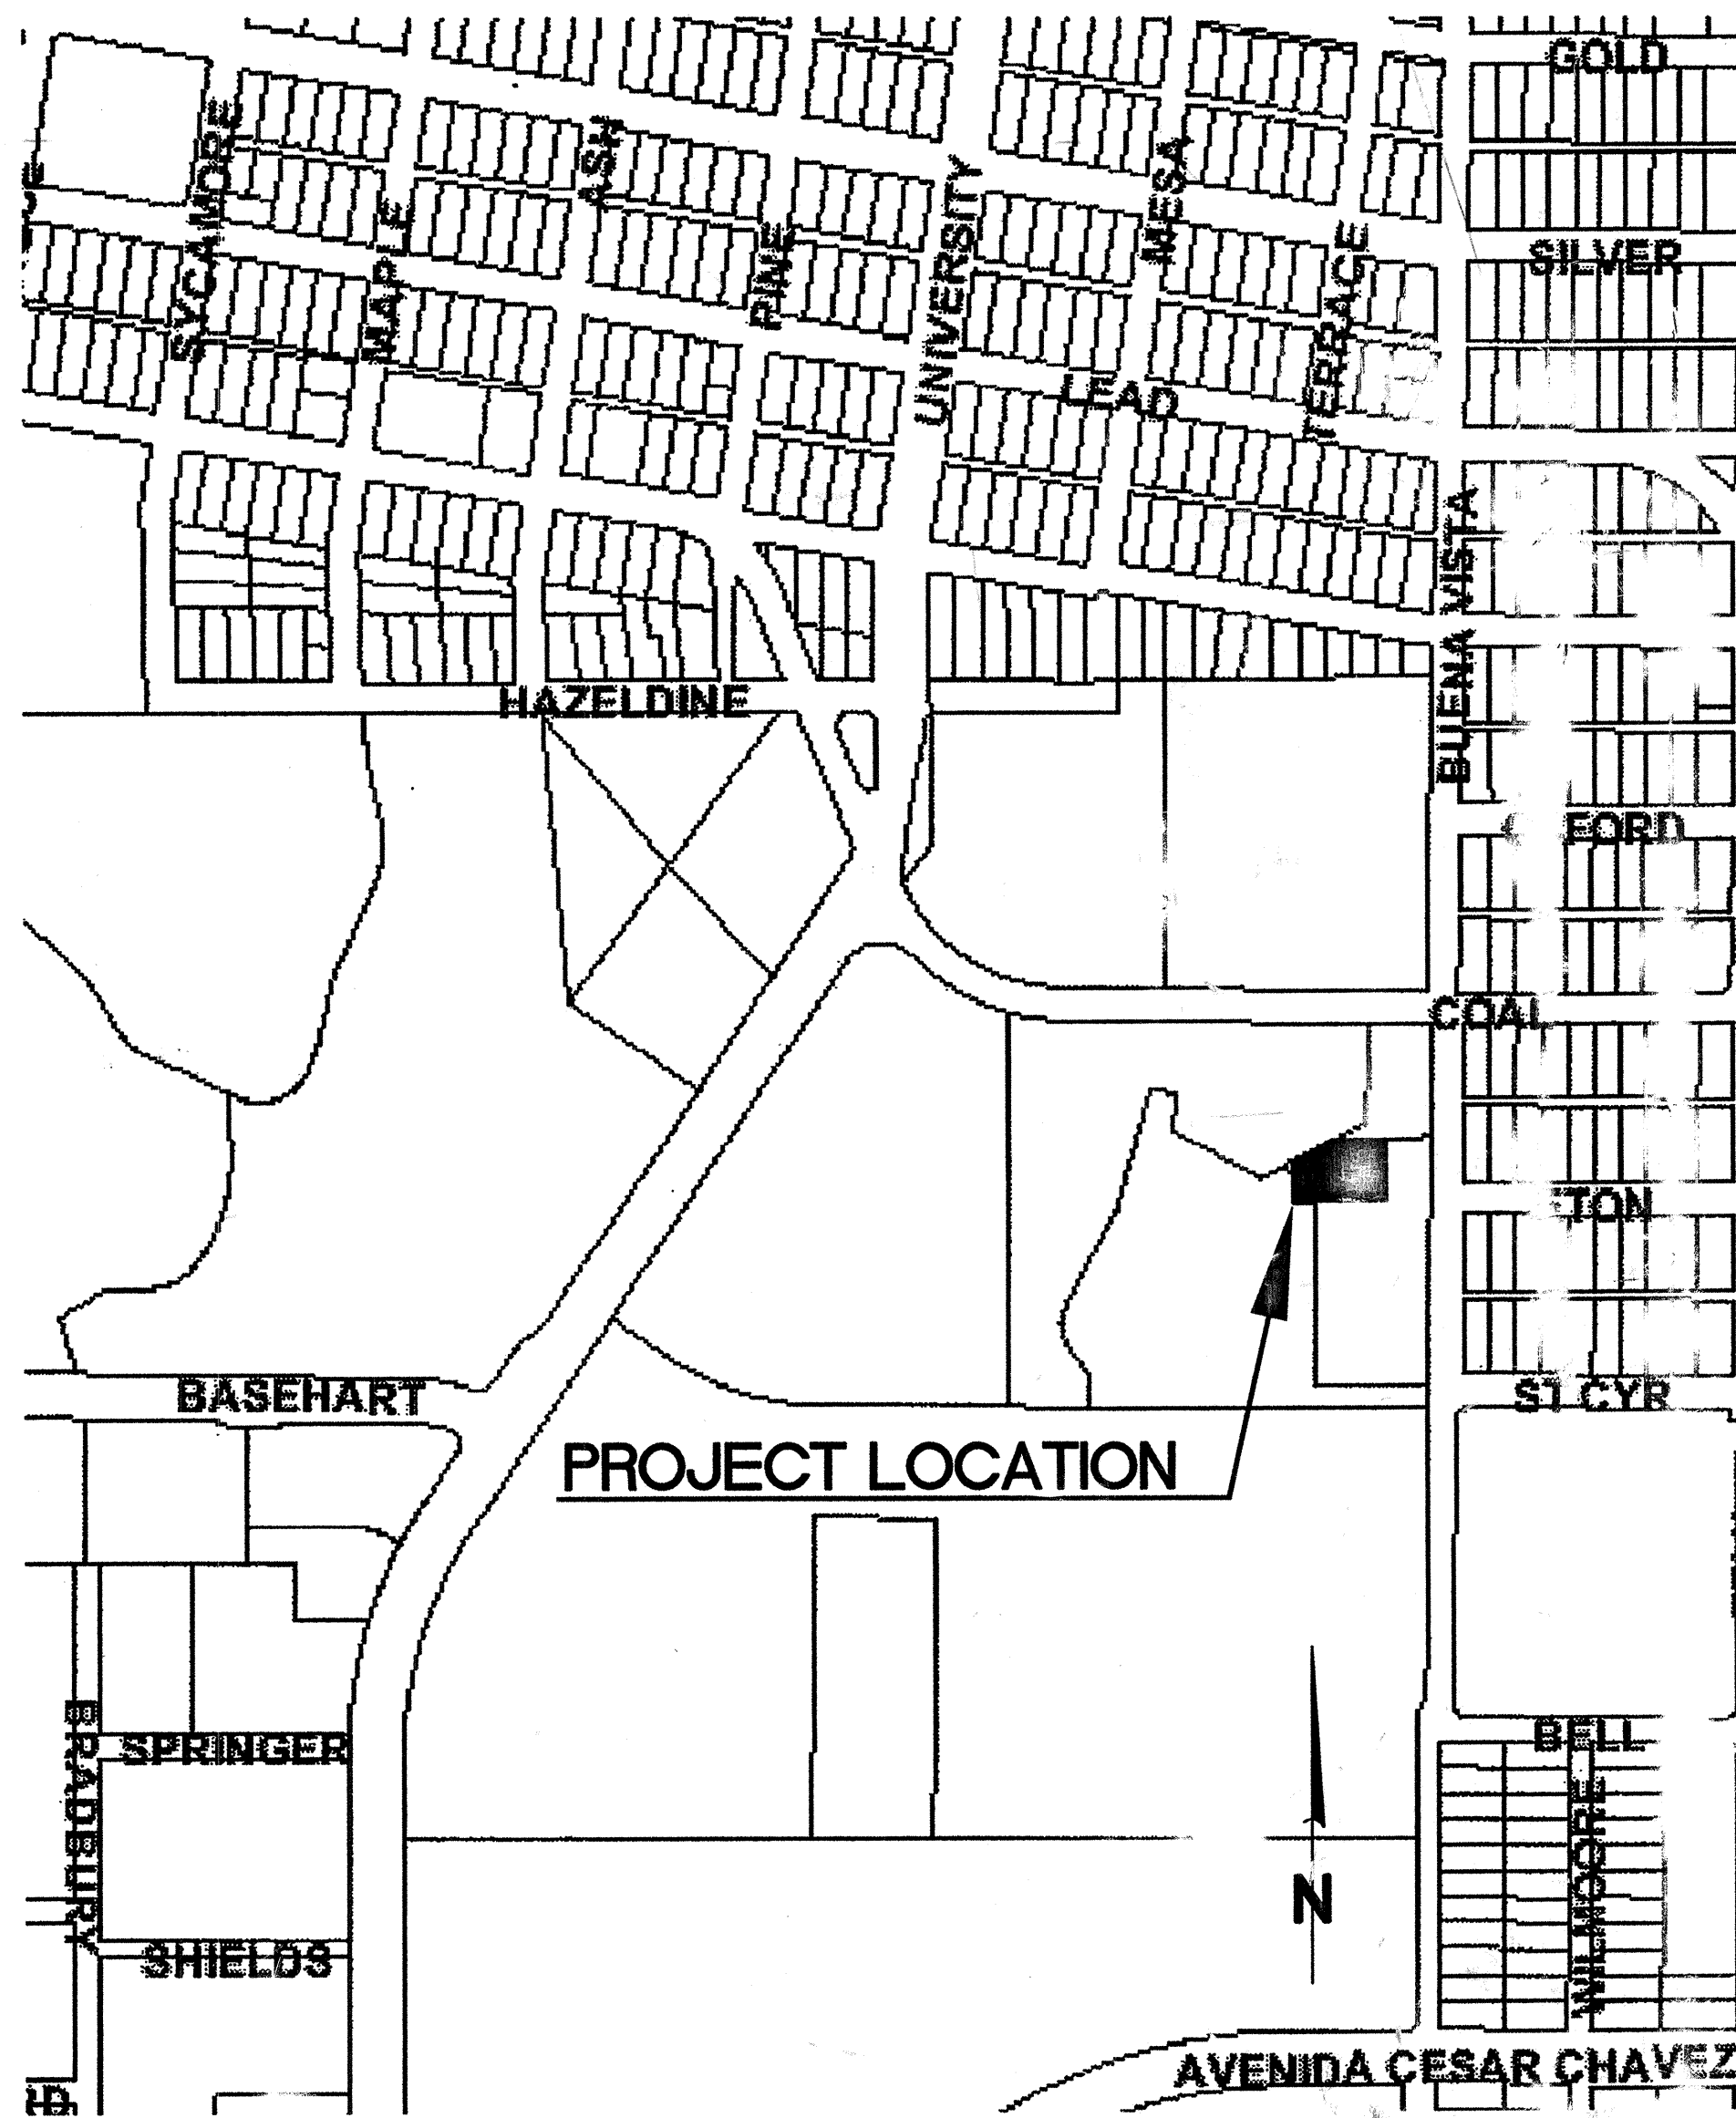 GOLD
SYCAMORE
ASH
MESA
UNIVERSITY
MAPLE
PINE
TERRACE
SILVER
LEAD
BUENA VISTA
HAZELDINE
FORD
COAL
TON
BASEHART
ST CYR
PROJECT LOCATION
BRADBURY
SPRINGER
BELL
WILMOORE
N
SHIELDS
AVENIDA CESAR CHAVEZ